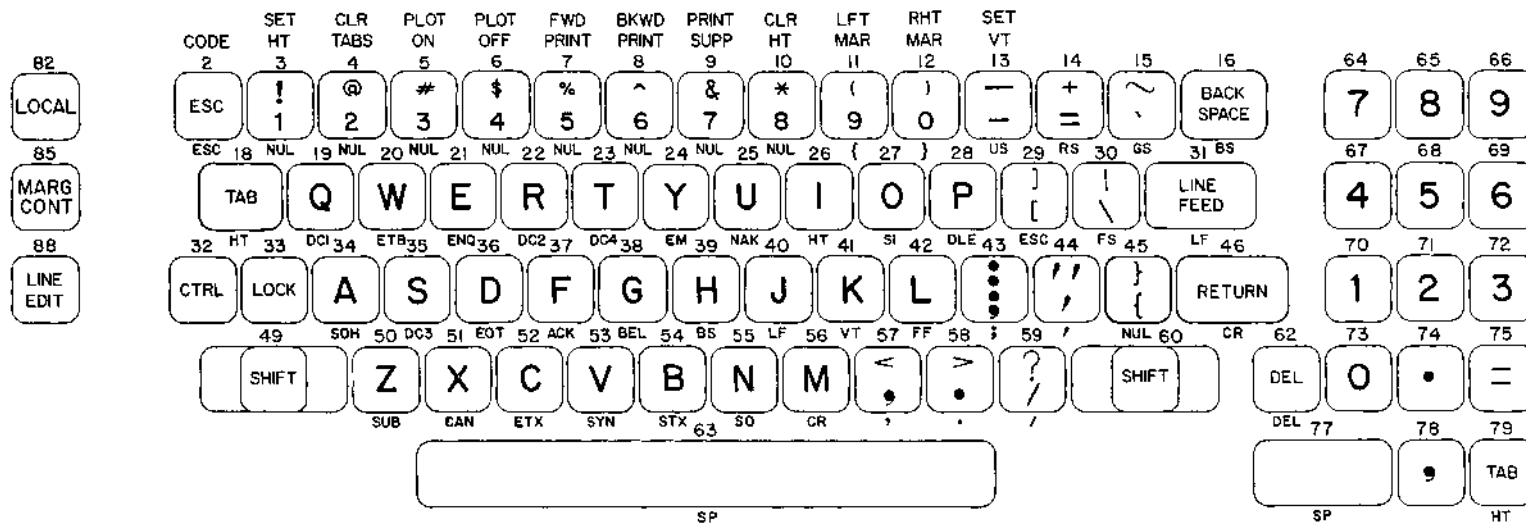 SET CLR PLOT PLOT FWD BKWD PRINT CLR LFT RHT SET
CODE HT TABS ON OFF PRINT PRINT SUPP HT MAR MAR VT
82 2 3 4 5 6 7 8 9 10 11 12 13 14 15 16 64 65 66
! @ # $ % ^ & * ( ) — + ~ BACK
LOCAL ESC 1 2 3 4 5 6 7 8 9 0 – = ` SPACE 7 8 9
85 ESC 18 NUL 19 NUL 20 NUL 21 NUL 22 NUL 23 NUL 24 NUL 25 NUL 26 { 27 } 28 US 29 RS 30 GS 31 BS 67 68 69
MARG ] | LINE
CONT TAB Q W E R T Y U I O P [ \ FEED 4 5 6
88 32 HT 33 DC1 34 ETB 35 ENQ 36 DC2 37 DC4 38 EM 39 NAK 40 HT 41 SI 42 DLE 43 ESC 44 FS 45 LF 46 70 71 72
LINE : " }
EDIT CTRL LOCK A S D F G H J K L ; ' { RETURN 1 2 3
49 SOH 50 DC3 51 EOT 52 ACK 53 BEL 54 BS 55 LF 56 VT 57 FF 58 ; 59 ' NUL 60 CR 62 73 74 75
< > ?
SHIFT Z X C V B N M , . / SHIFT DEL 0 . =
SUB CAN ETX SYN STX 63 SO CR , . / DEL 77 78 79
, TAB
SP SP HT